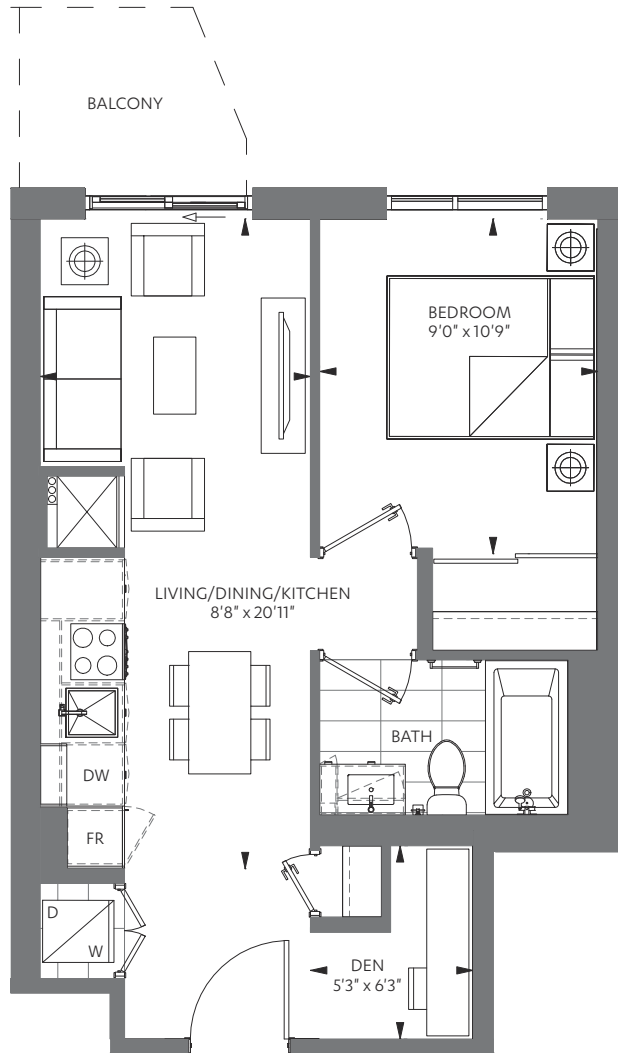 BALCONY
BEDROOM
9'0" x 10'9"
LIVING/DINING/KITCHEN
8'8" x 20'11"
BATH
DW
FR
D
W
DEN
5'3" x 6'3"